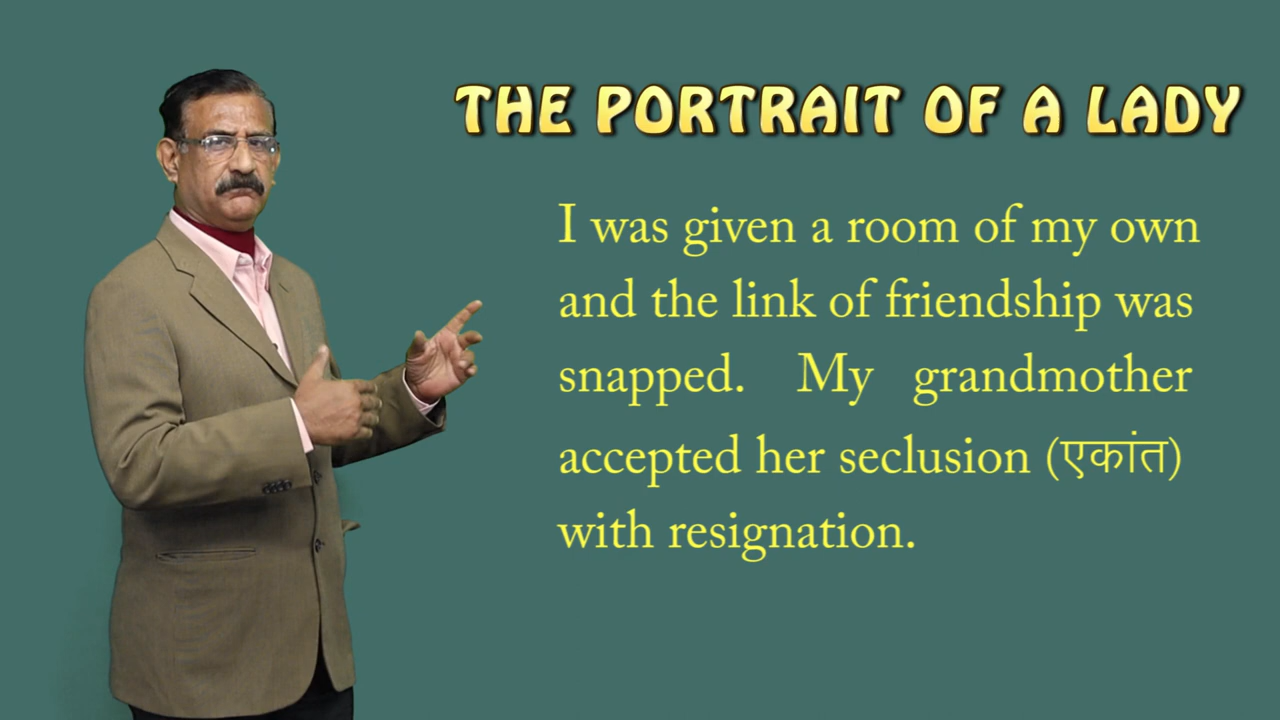 THE PORTRAIT OF A LADY
I was given a room of my own
and the link of friendship was
snapped. My grandmother
accepted her seclusion (एकांत)
with resignation.